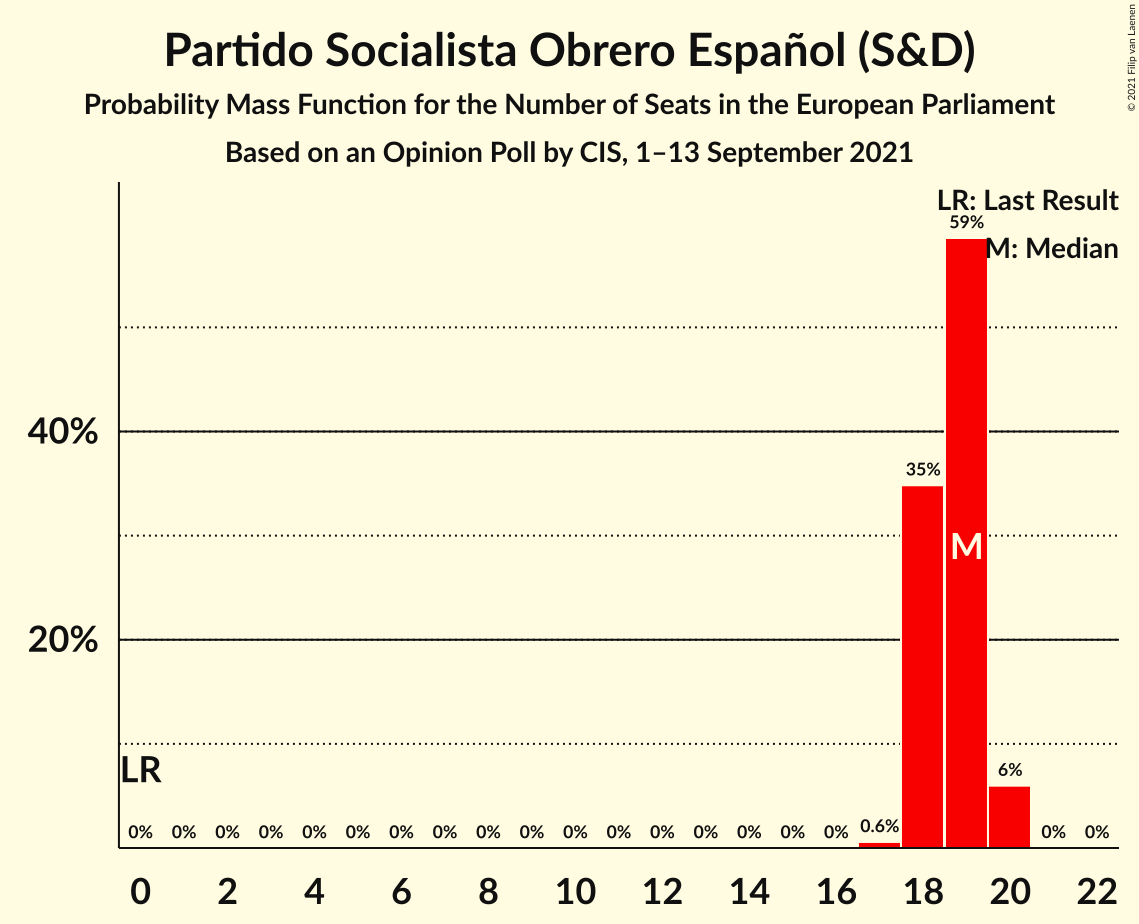 Partido Socialista Obrero Español (S&D)
Probability Mass Function for the Number of Seats in the European Parliament
Based on an Opinion Poll by CIS, 1–13 September 2021
© 2021 Filip van Laenen
LR: Last Result
59%
M: Median
40%
35%
M
20%
LR
6%
0% 0% 0% 0% 0% 0% 0% 0% 0% 0% 0% 0% 0% 0% 0% 0% 0% 0.6% 0% 0%
0 2 4 6 8 10 12 14 16 18 20 22